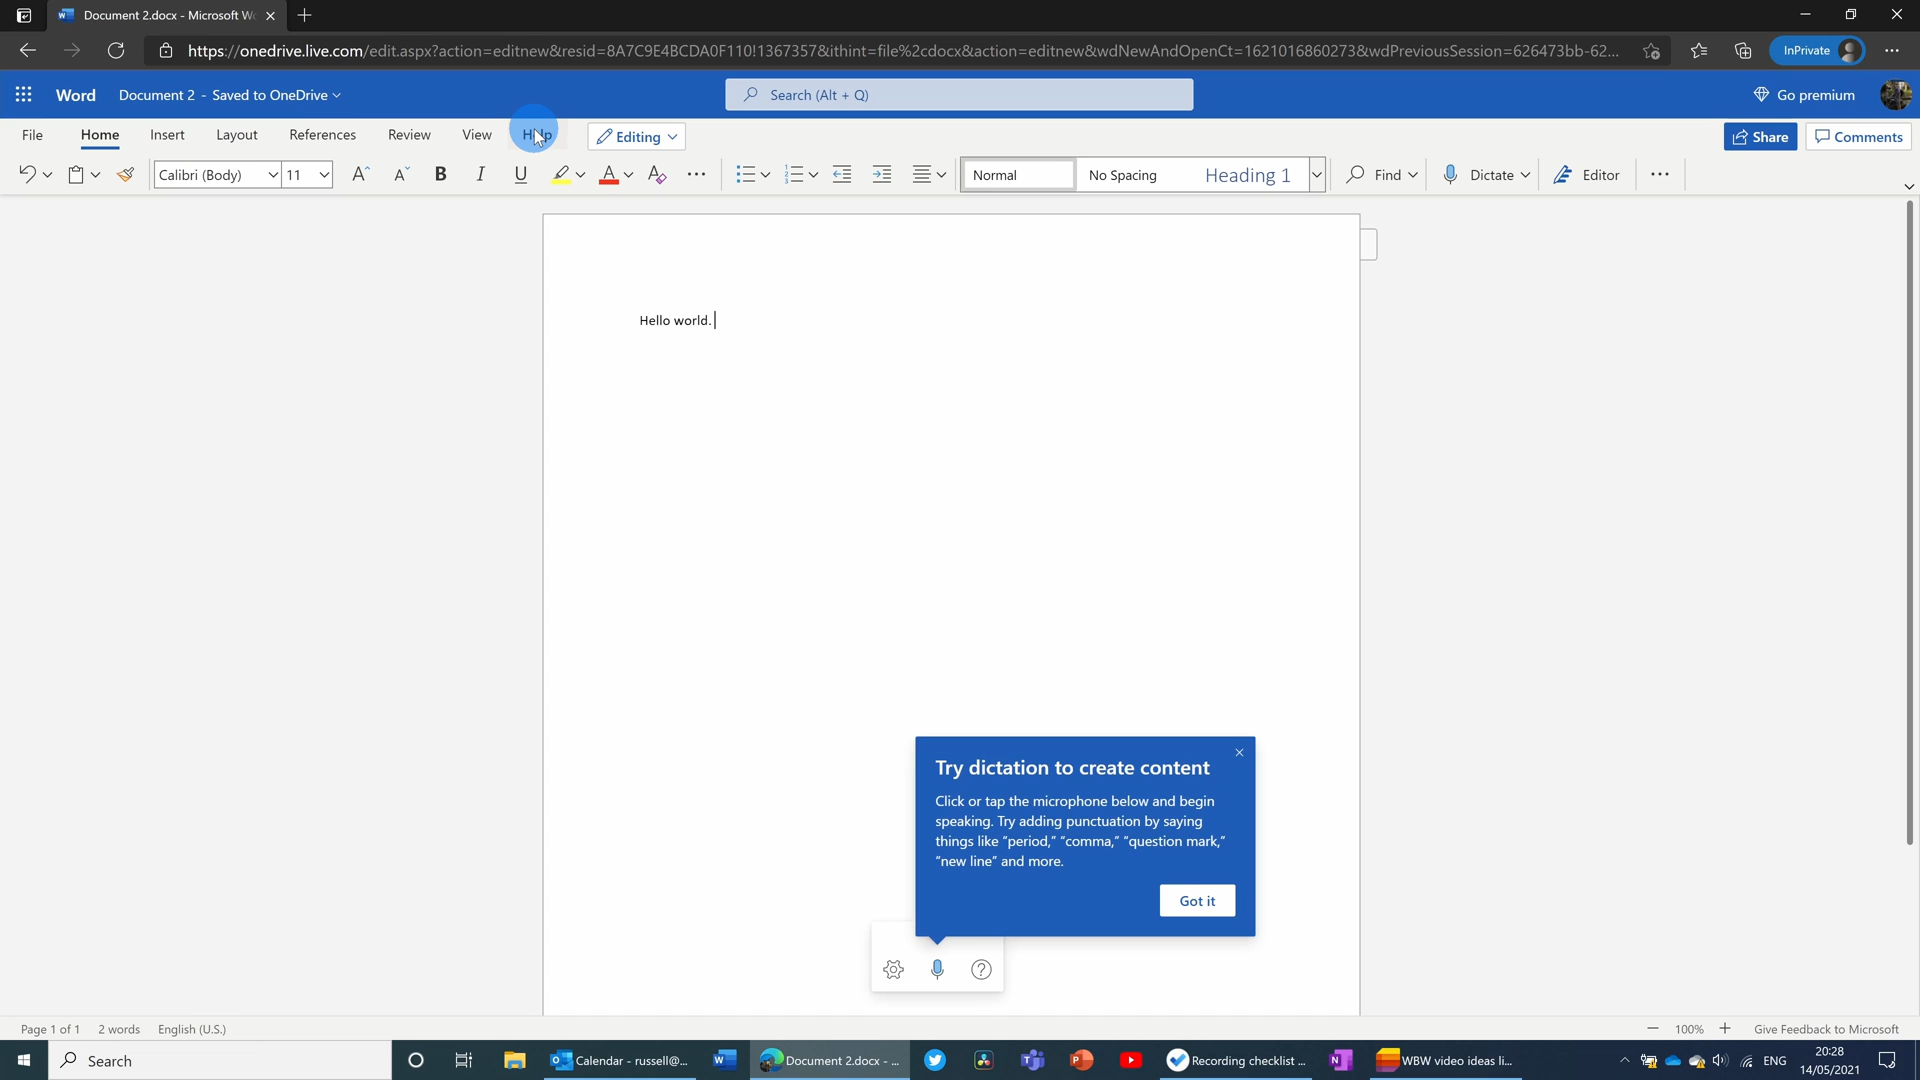 Document 2.docx - Microsoft W
https://onedrive.live.com/edit.aspx?action=editnew&resid=8A7C9E4BCDA0F110!1367357&ithint=file%2cdocx&action=editnew&wdNewAndOpenCt=1621016860273&wdPreviousSession=626473bb-62...
InPrivate
Word
Document 2 - Saved to OneDrive
Search (Alt + Q)
Go premium
File
Home
Insert
Layout
References
Review
View
Help
Editing
Share
Comments
Calibri (Body)
11
B
I
U
Normal
No Spacing
Heading 1
Find
Dictate
Editor
Hello world.
Try dictation to create content
Click or tap the microphone below and begin
speaking. Try adding punctuation by saying
things like “period,” “comma,” “question mark,”
“new line” and more.
Got it
Page 1 of 1
2 words
English (U.S.)
100%
Give Feedback to Microsoft
Search
Calendar - russell@...
Document 2.docx - ...
Recording checklist ...
WBW video ideas li...
ENG
20:28
14/05/2021